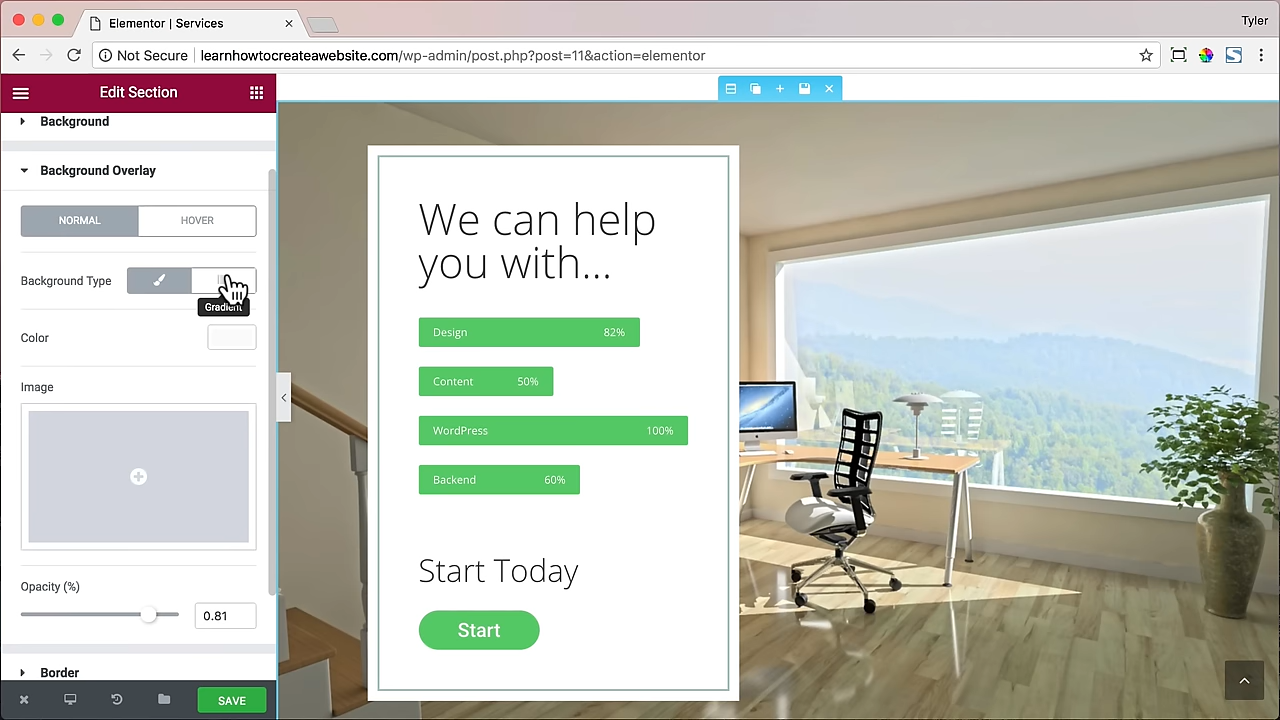 Elementor | Services
Tyler
Not Secure
learnhowtocreateawebsite.com/wp-admin/post.php?post=11&action=elementor
Edit Section
Background
Background Overlay
NORMAL
HOVER
Background Type
Gradient
Color
Image
Opacity (%)
0.81
Border
SAVE
We can help
you with...
Design 82%
Content 50%
WordPress 100%
Backend 60%
Start Today
Start